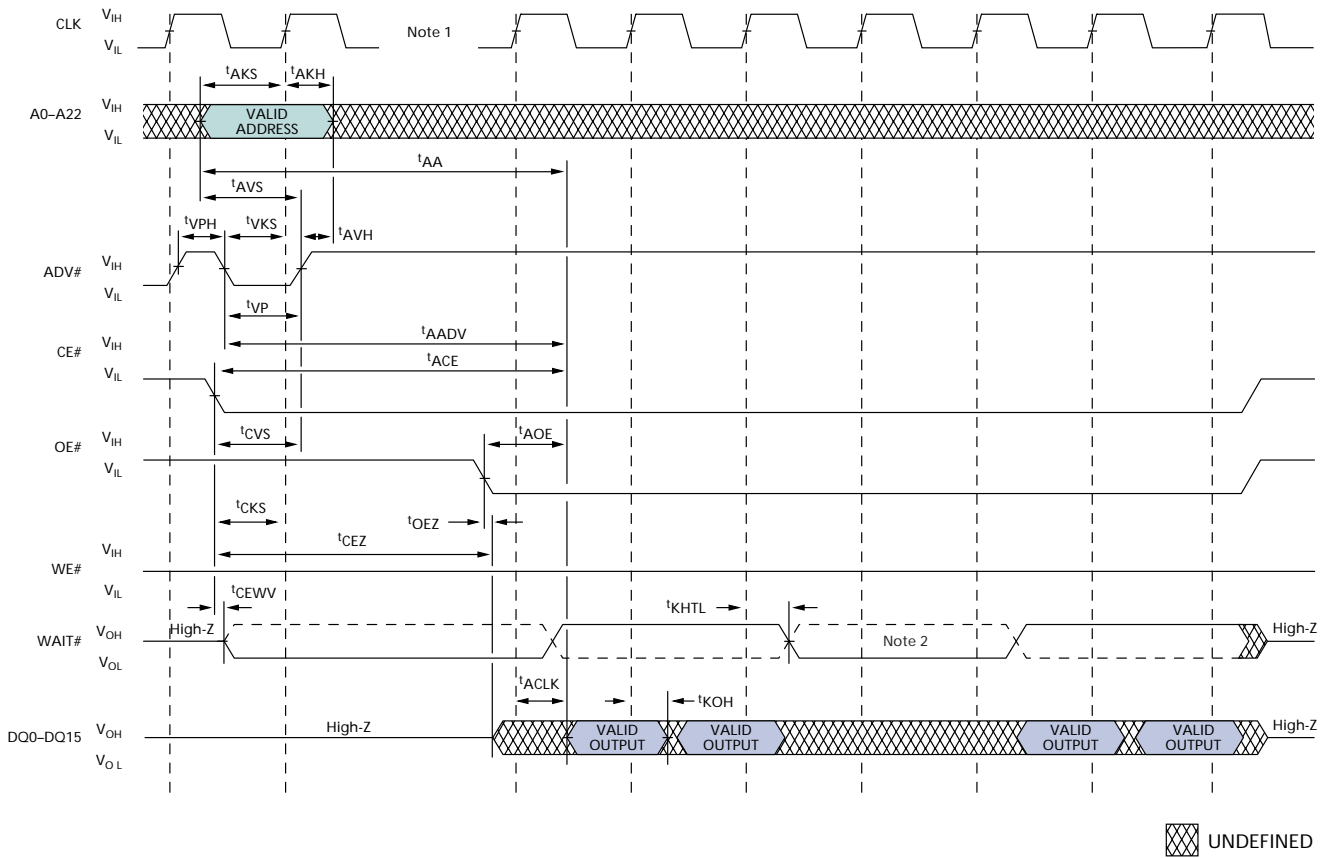 CLK VIH
VIL
Note 1
tAKS tAKH
A0–A22 VIH
VIL
VALID
ADDRESS
tAA
tAVS
tVPH tVKS tAVH
ADV# VIH
VIL
tVP
tAADV
CE# VIH
VIL
tACE
tCVS tAOE
OE# VIH
VIL
tCKS tOEZ
tCEZ
WE# VIH
VIL
tCEWV tKHTL
WAIT# VOH
VOL
High-Z Note 2 High-Z
tACLK tKOH
DQ0–DQ15 VOH
VO L
High-Z
VALID
OUTPUT
VALID
OUTPUT
VALID
OUTPUT
VALID
OUTPUT
High-Z
UNDEFINED